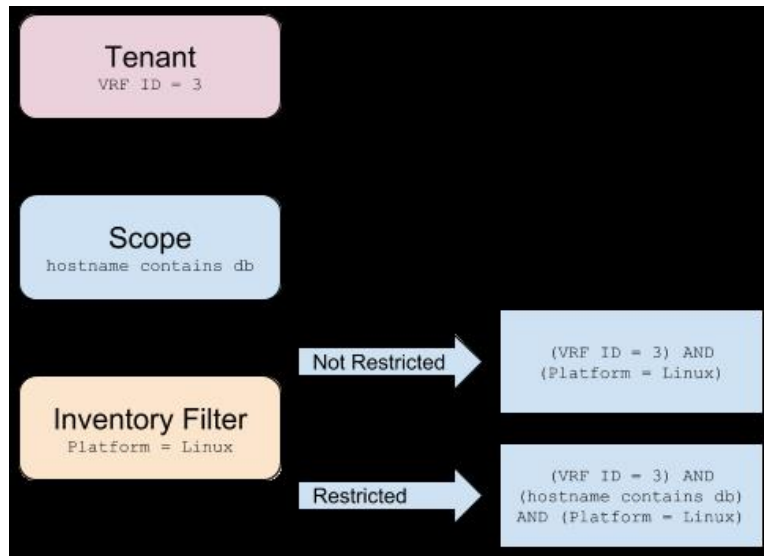 Tenant
VRF ID = 3
Scope
hostname contains db
Not Restricted
(VRF ID = 3) AND
(Platform = Linux)
Inventory Filter
Platform = Linux
Restricted
(VRF ID = 3) AND
(hostname contains db)
AND (Platform = Linux)